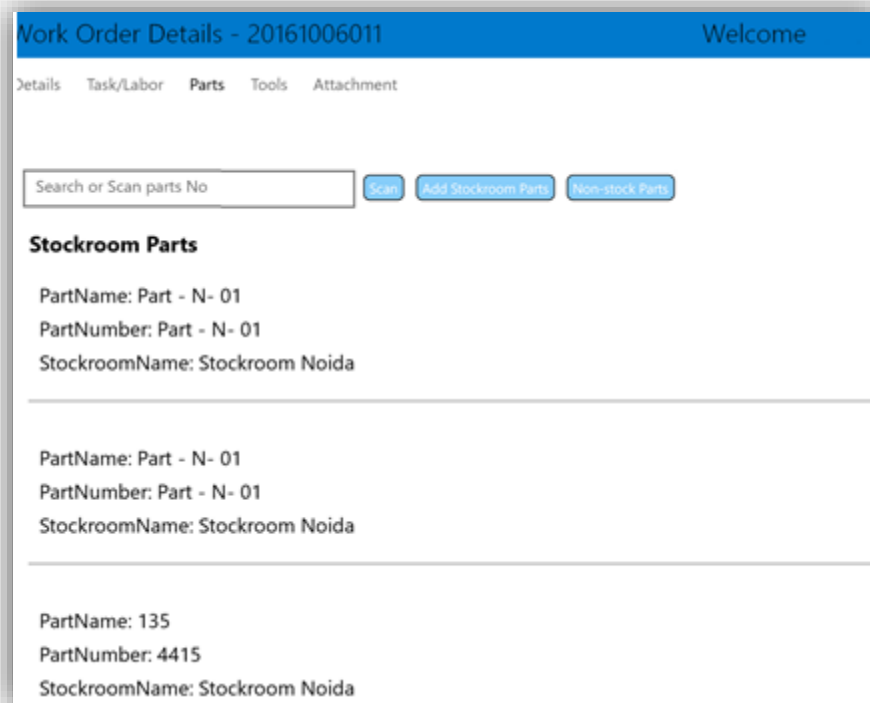 Work Order Details - 20161006011 Welcome
Details Task/Labor Parts Tools Attachment
Search or Scan parts No Scan Add Stockroom Parts Non-stock Parts
Stockroom Parts
PartName: Part - N- 01
PartNumber: Part - N- 01
StockroomName: Stockroom Noida
PartName: Part - N- 01
PartNumber: Part - N- 01
StockroomName: Stockroom Noida
PartName: 135
PartNumber: 4415
StockroomName: Stockroom Noida